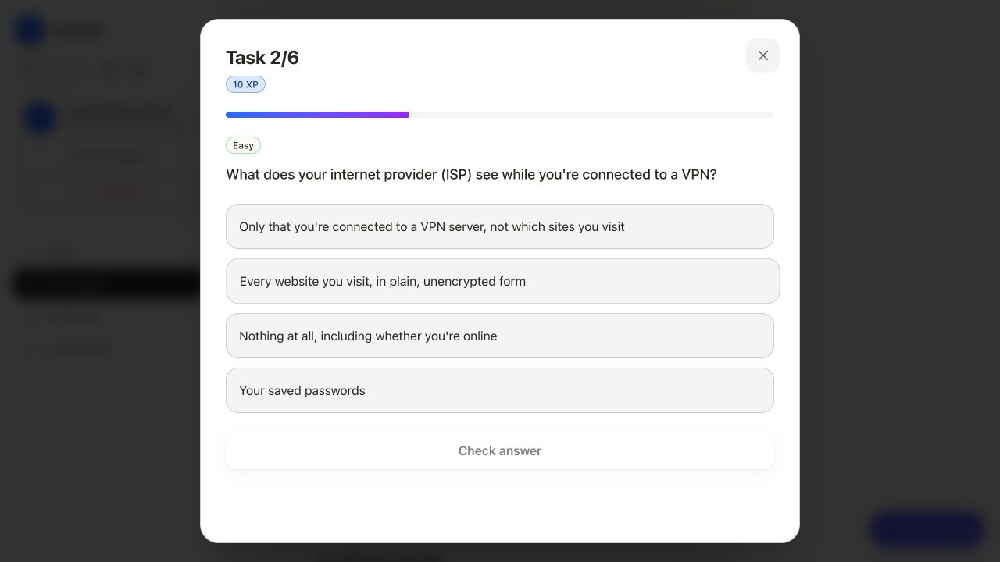 Task 2/6
10 XP
Easy
What does your internet provider (ISP) see while you're connected to a VPN?
Only that you're connected to a VPN server, not which sites you visit
Every website you visit, in plain, unencrypted form
Nothing at all, including whether you're online
Your saved passwords
Check answer